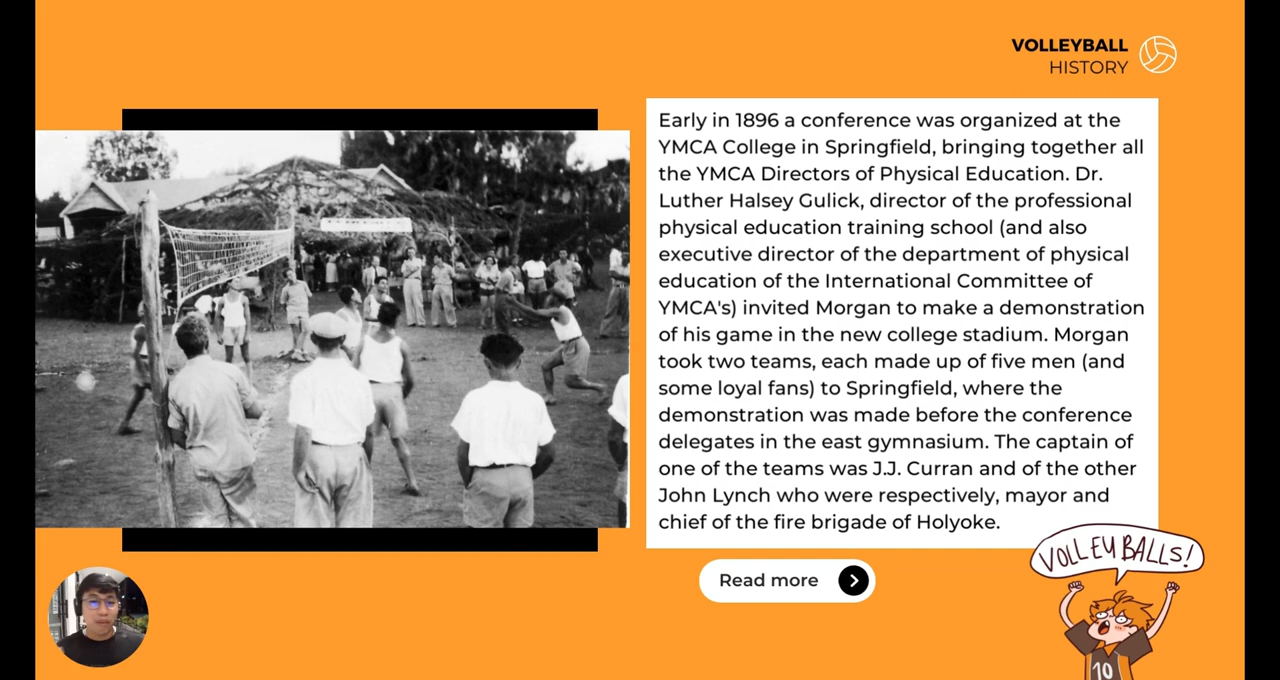 VOLLEYBALL
HISTORY
Early in 1896 a conference was organized at the
YMCA College in Springfield, bringing together all
the YMCA Directors of Physical Education. Dr.
Luther Halsey Gulick, director of the professional
physical education training school (and also
executive director of the department of physical
education of the International Committee of
YMCA's) invited Morgan to make a demonstration
of his game in the new college stadium. Morgan
took two teams, each made up of five men (and
some loyal fans) to Springfield, where the
demonstration was made before the conference
delegates in the east gymnasium. The captain of
one of the teams was J.J. Curran and of the other
John Lynch who were respectively, mayor and
chief of the fire brigade of Holyoke.
Read more
VOLLEYBALLS!
10